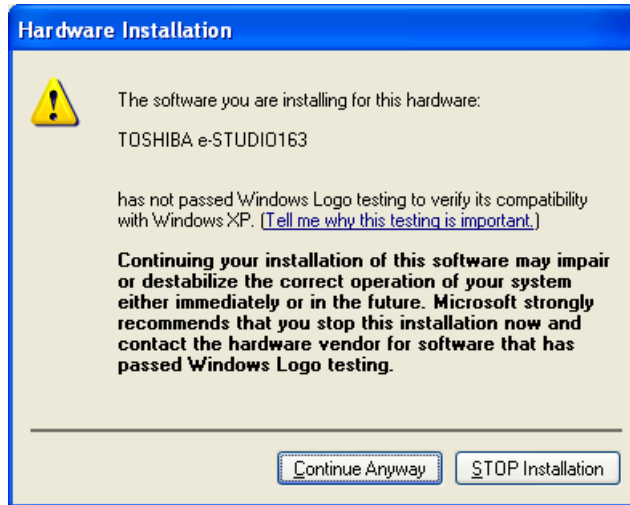 Hardware Installation
The software you are installing for this hardware:
TOSHIBA e-STUDIO163
has not passed Windows Logo testing to verify its compatibility
with Windows XP. (Tell me why this testing is important.)
Continuing your installation of this software may impair
or destabilize the correct operation of your system
either immediately or in the future. Microsoft strongly
recommends that you stop this installation now and
contact the hardware vendor for software that has
passed Windows Logo testing.
Continue Anyway
STOP Installation